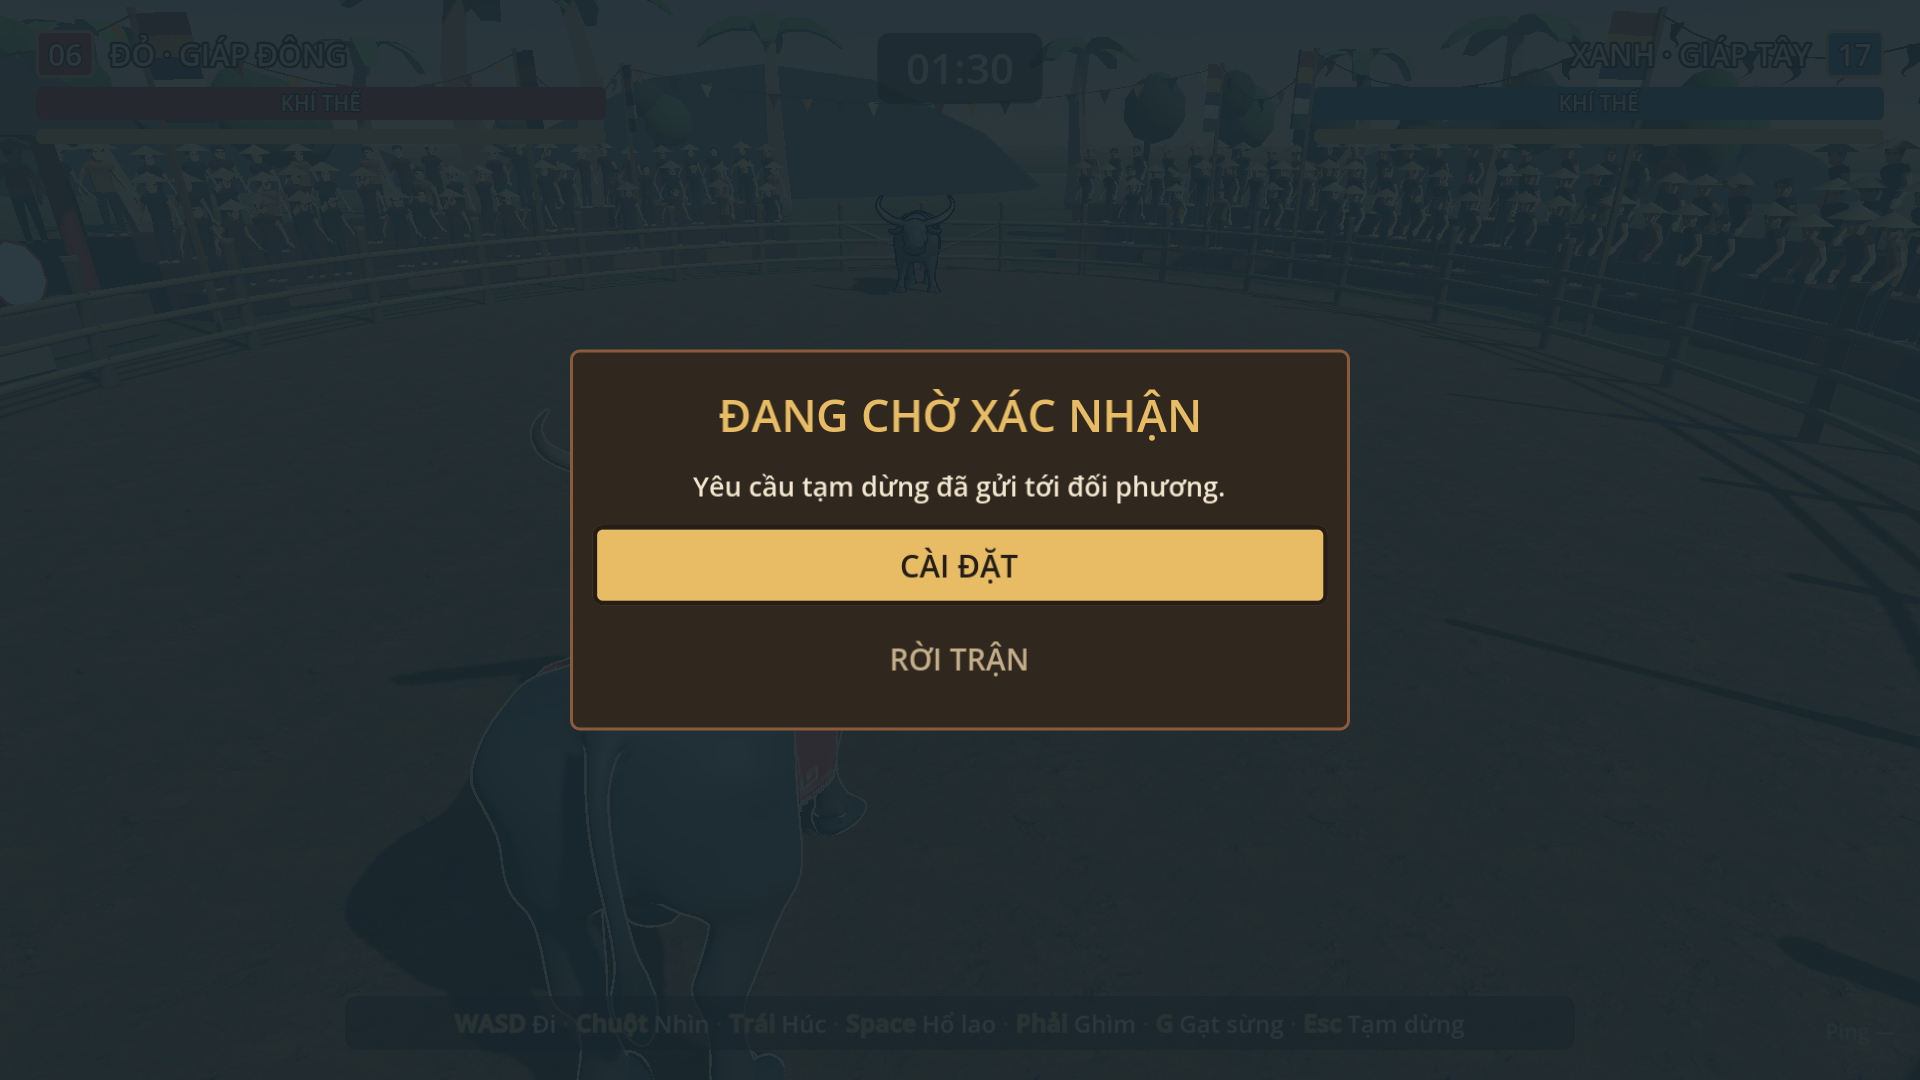 06 ĐỎ · GIÁP ĐÔNG
01:30
XANH · GIÁP TÂY 17
KHÍ THẾ
KHÍ THẾ
ĐANG CHỜ XÁC NHẬN
Yêu cầu tạm dừng đã gửi tới đối phương.
CÀI ĐẶT
RỜI TRẬN
WASD Đi · Chuột Nhìn · Trái Húc · Space Hổ lao · Phải Ghìm · G Gạt sừng · Esc Tạm dừng
Ping —